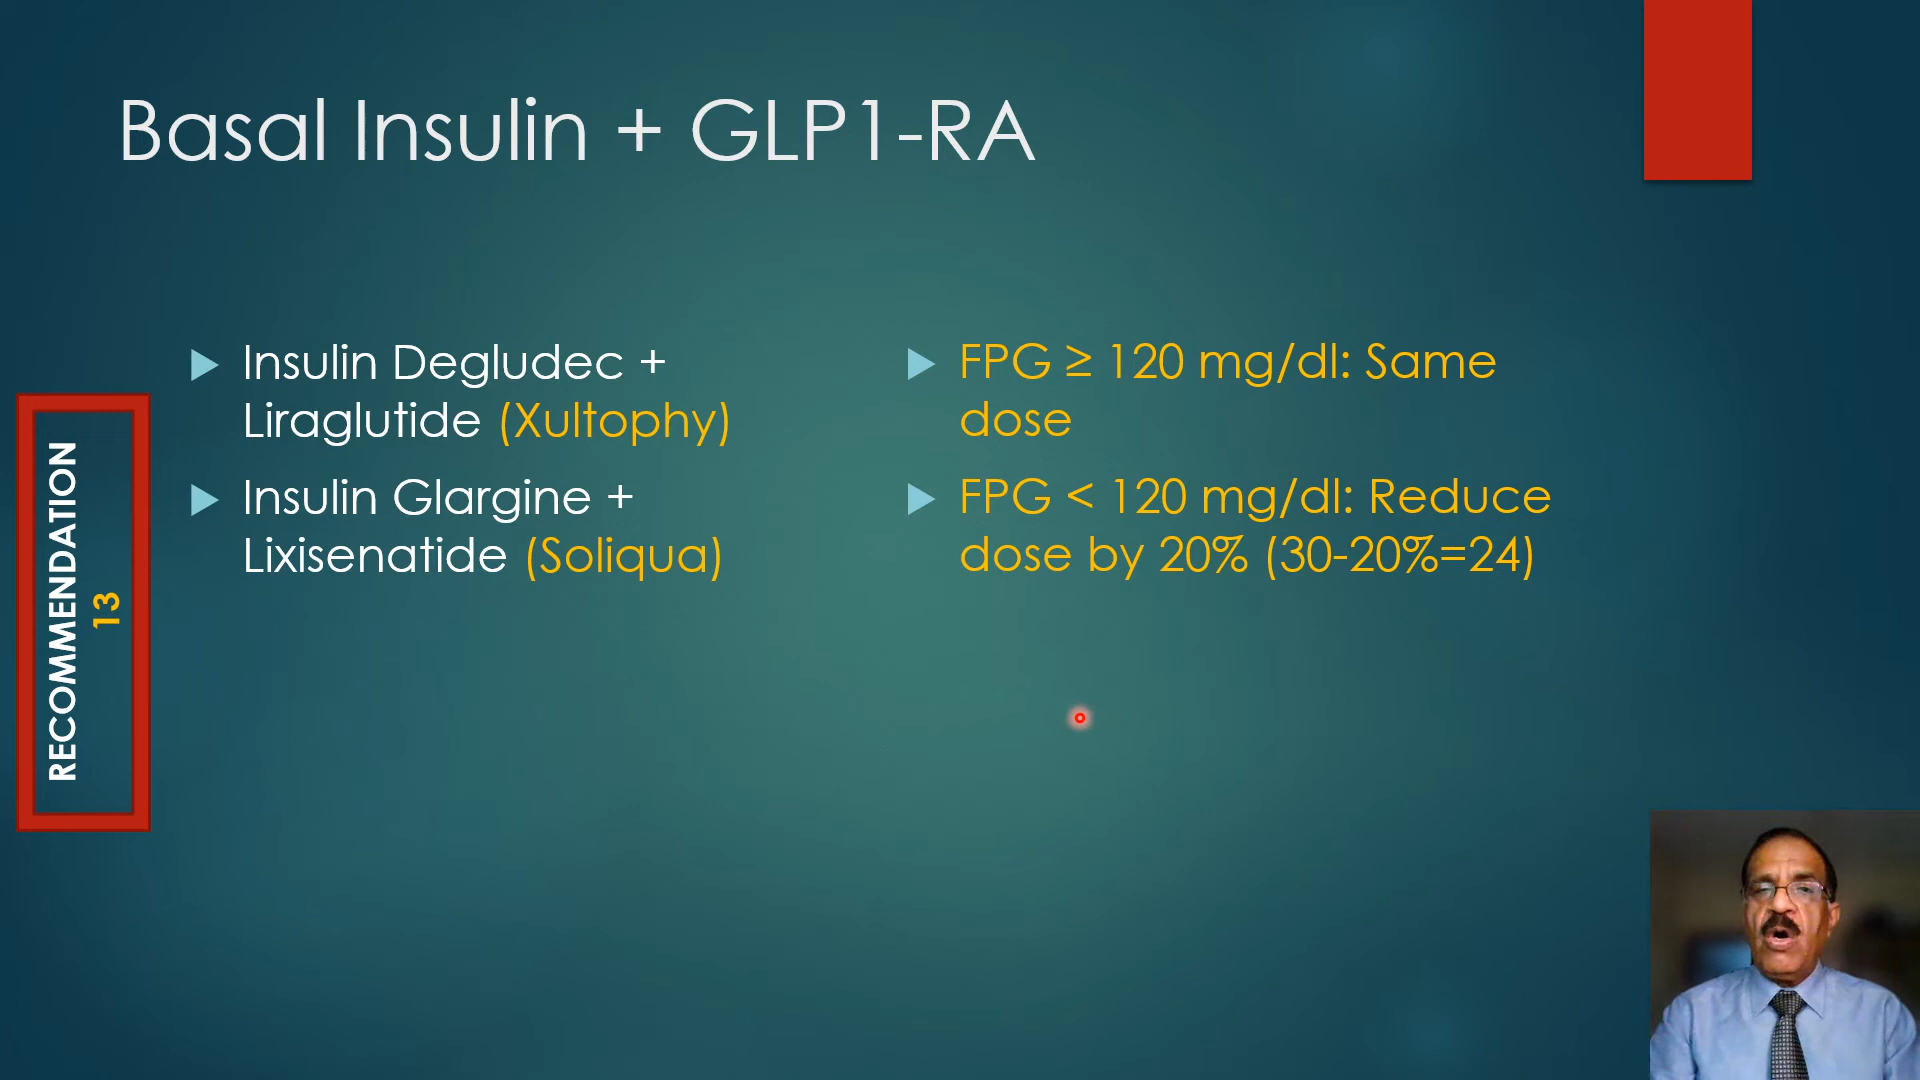 Basal Insulin + GLP1-RA
Insulin Degludec +
Liraglutide (Xultophy)
Insulin Glargine +
Lixisenatide (Soliqua)
FPG ≥ 120 mg/dl: Same
dose
FPG < 120 mg/dl: Reduce
dose by 20% (30-20%=24)
RECOMMENDATION
13